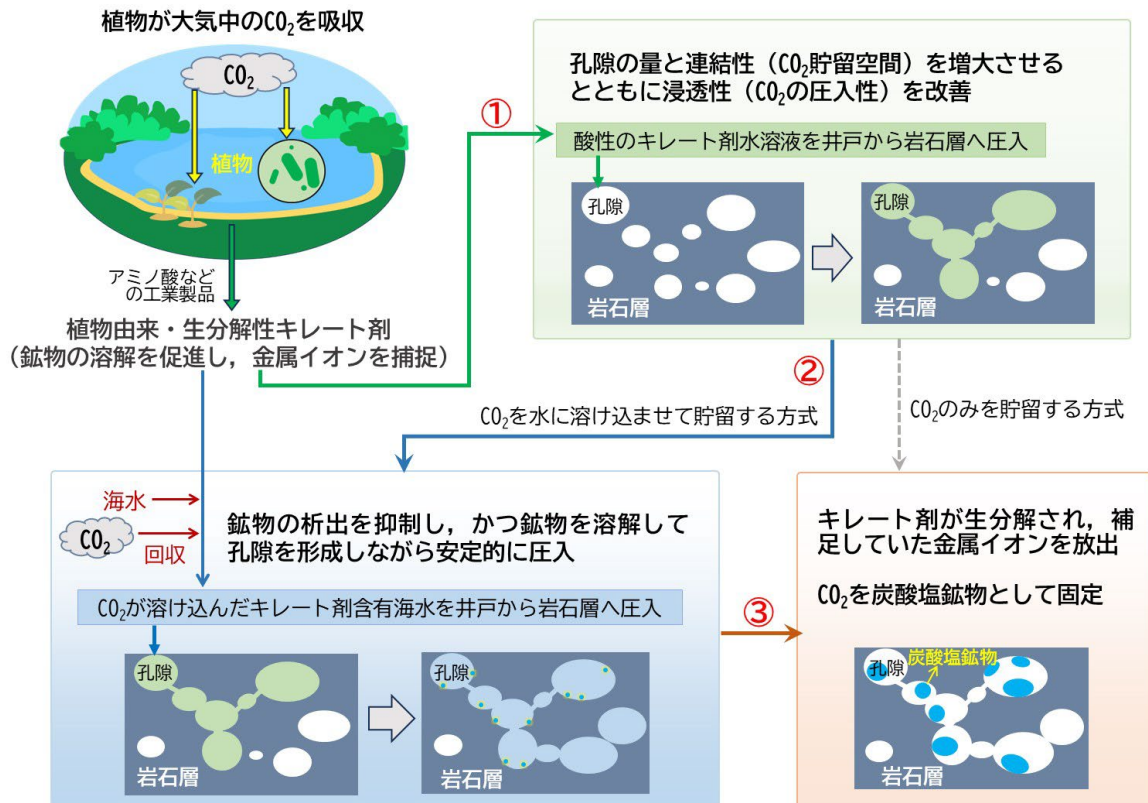 植物が大気中のCO₂を吸収
CO₂
植物
アミノ酸など
の工業製品
植物由来・生分解性キレート剤
(鉱物の溶解を促進し，金属イオンを捕捉)
①
孔隙の量と連結性（CO₂貯留空間）を増大させる
とともに浸透性（CO₂の圧入性）を改善
酸性のキレート剤水溶液を井戸から岩石層へ圧入
孔隙
岩石層
孔隙
岩石層
②
CO₂を水に溶け込ませて貯留する方式
CO₂のみを貯留する方式
海水
CO₂
回収
鉱物の析出を抑制し，かつ鉱物を溶解して
孔隙を形成しながら安定的に圧入
CO₂が溶け込んだキレート剤含有海水を井戸から岩石層へ圧入
孔隙
岩石層
孔隙
岩石層
③
キレート剤が生分解され，補
足していた金属イオンを放出
CO₂を炭酸塩鉱物として固定
炭酸塩鉱物
孔隙
岩石層